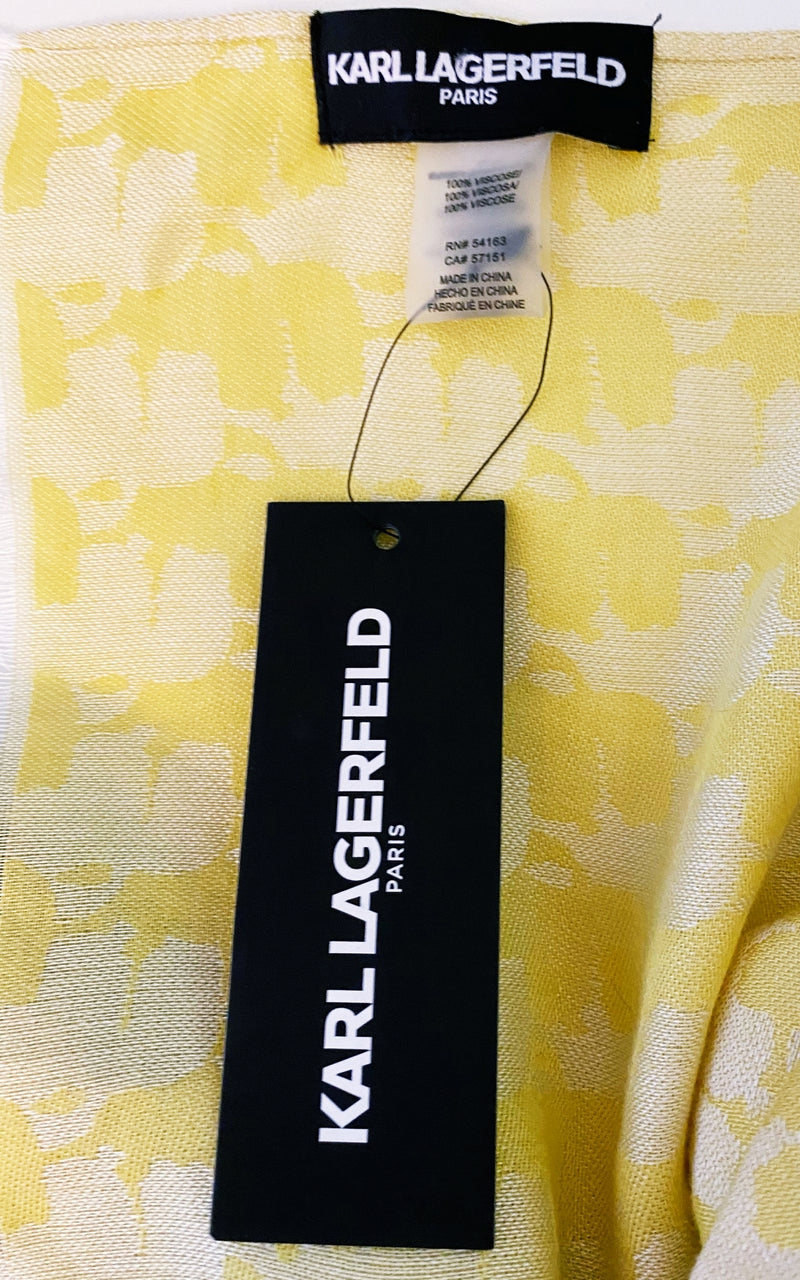 KARL LAGERFELD
PARIS
100% VISCOSE/
100% VISCOSA/
100% VISCOSE
RN# 54163
CA# 57151
MADE IN CHINA
HECHO EN CHINA
FABRIQUÉ EN CHINE
KARL LAGERFELD
PARIS